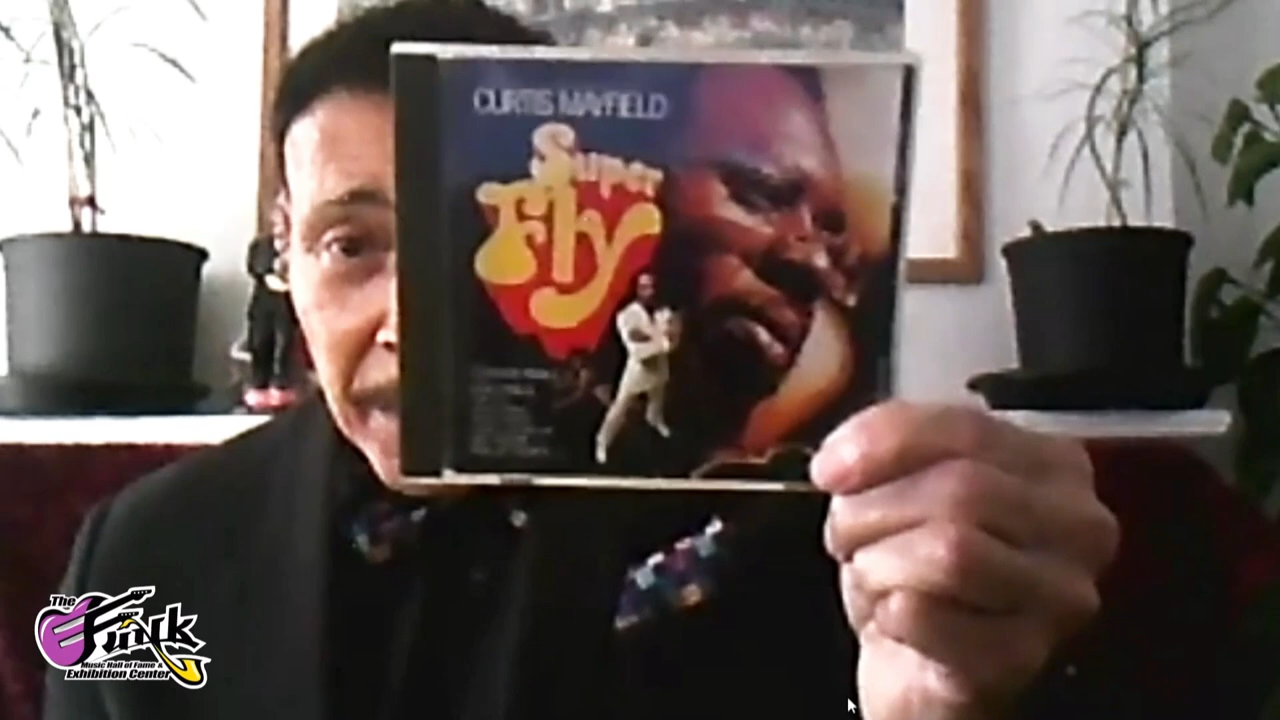 CURTIS MAYFIELD
Super
Fly
The
Funk
Music Hall of Fame &
Exhibition Center